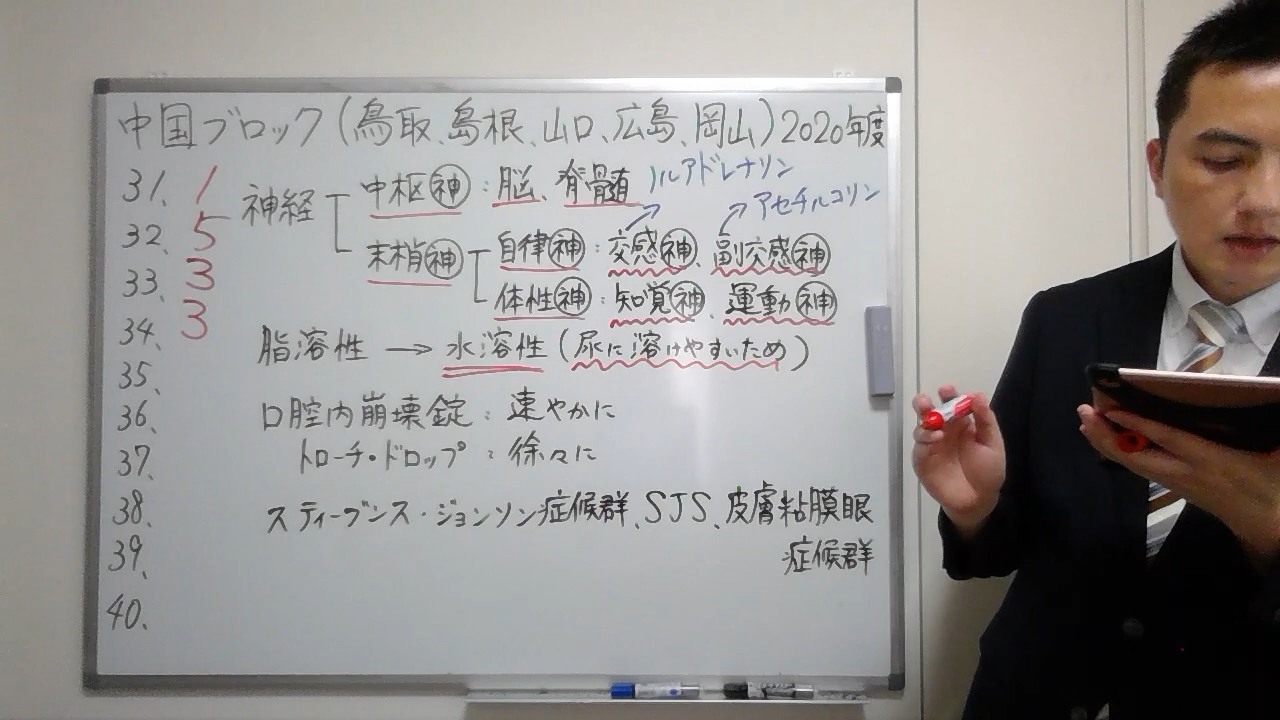 中国ブロック(鳥取、島根、山口、広島、岡山)2020年度
31. 1
32. 5
33. 3
34. 3
35.
36.
37.
38.
39.
40.
神経
中枢神:脳、脊髄
ノルアドレナリン
アセチルコリン
末梢神
自律神:交感神、副交感神
体性神:知覚神、運動神
脂溶性→水溶性(尿に溶けやすいため)
口腔内崩壊錠:速やかに
トローチ・ドロップ:徐々に
スティーブンス・ジョンソン症候群、SJS、皮膚粘膜眼
症候群